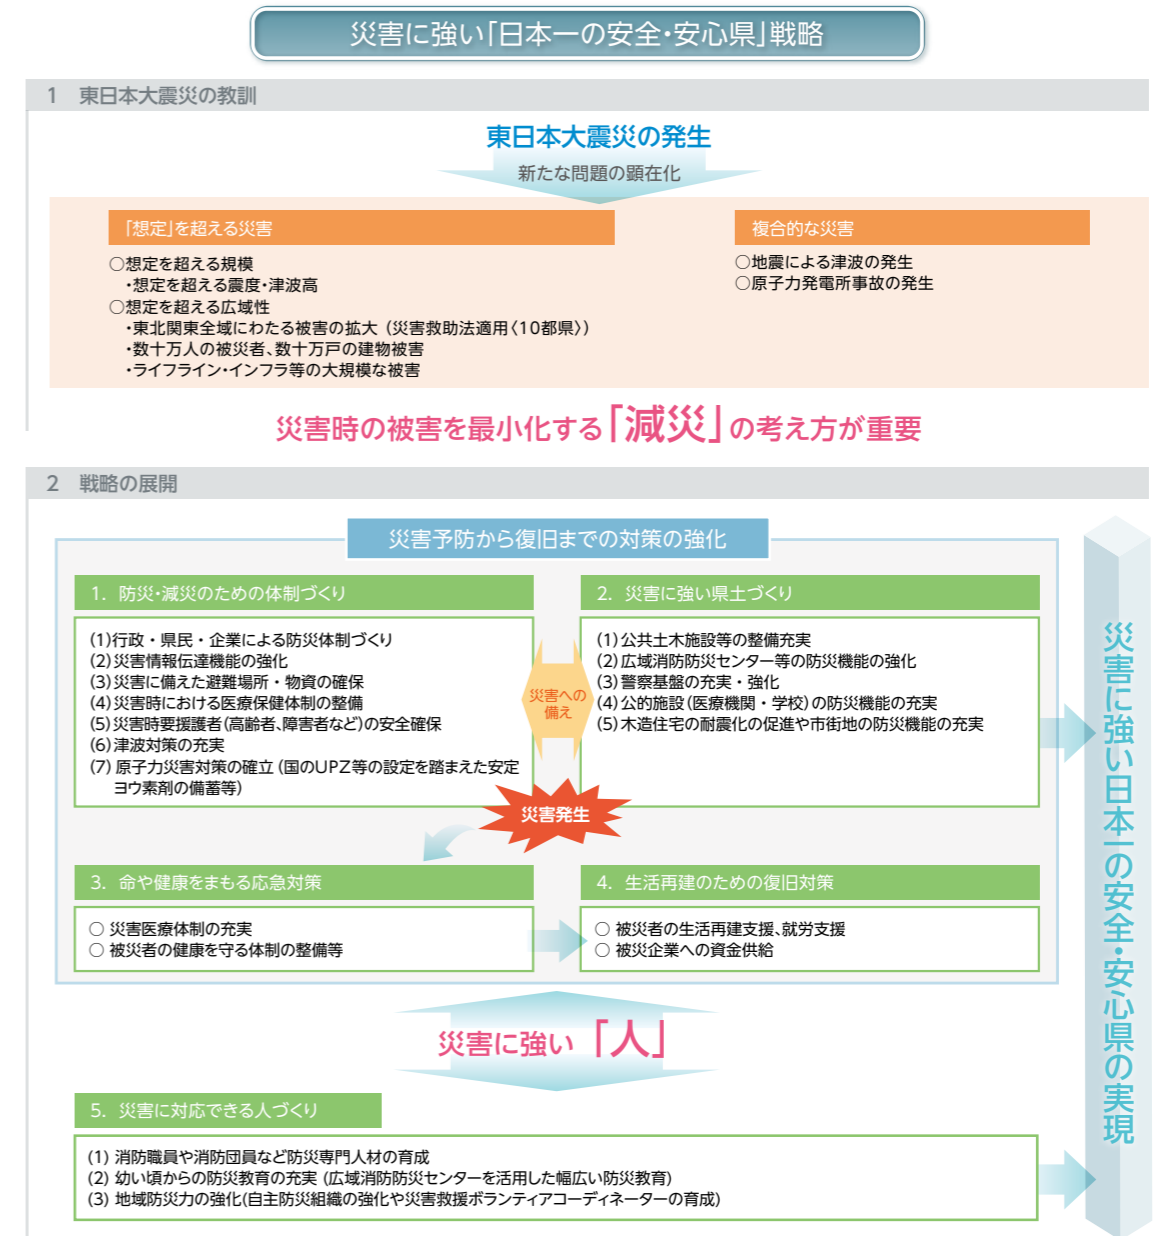 災害に強い「日本一の安全・安心県」戦略
1 東日本大震災の教訓
東日本大震災の発生
新たな問題の顕在化
「想定」を超える災害
○想定を超える規模
・想定を超える震度・津波高
○想定を超える広域性
・東北関東全域にわたる被害の拡大（災害救助法適用〈10都県〉）
・数十万人の被災者、数十万戸の建物被害
・ライフライン・インフラ等の大規模な被害
複合的な災害
○地震による津波の発生
○原子力発電所事故の発生
災害時の被害を最小化する「減災」の考え方が重要
2 戦略の展開
災害予防から復旧までの対策の強化
1. 防災・減災のための体制づくり
(1)行政・県民・企業による防災体制づくり
(2)災害情報伝達機能の強化
(3)災害に備えた避難場所・物資の確保
(4)災害時における医療保健体制の整備
(5)災害時要援護者(高齢者、障害者など)の安全確保
(6)津波対策の充実
(7) 原子力災害対策の確立(国のUPZ等の設定を踏まえた安定
ヨウ素剤の備蓄等)
災害への
備え
2. 災害に強い県土づくり
(1)公共土木施設等の整備充実
(2)広域消防防災センター等の防災機能の強化
(3)警察基盤の充実・強化
(4)公的施設(医療機関・学校)の防災機能の充実
(5)木造住宅の耐震化の促進や市街地の防災機能の充実
災害発生
3. 命や健康をまもる応急対策
○ 災害医療体制の充実
○ 被災者の健康を守る体制の整備等
4. 生活再建のための復旧対策
○ 被災者の生活再建支援、就労支援
○ 被災企業への資金供給
災害に強い「人」
5. 災害に対応できる人づくり
(1) 消防職員や消防団員など防災専門人材の育成
(2) 幼い頃からの防災教育の充実 (広域消防防災センターを活用した幅広い防災教育)
(3) 地域防災力の強化(自主防災組織の強化や災害救援ボランティアコーディネーターの育成)
災害に強い日本一の安全・安心県の実現